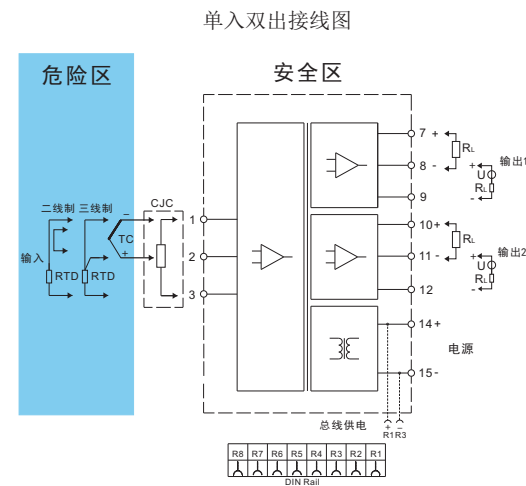 单入双出接线图
危险区
安全区
二线制 三线制
CJC
输入
RTD
RTD
TC
−
+
1
2
3
7 +
8 -
9
RL
输出1
+
U
RL
-
10+
11 -
12
RL
输出2
+
U
RL
-
14+
电源
15-
总线供电
+ −
R1 R3
R8 R7 R6 R5 R4 R3 R2 R1
DIN Rail